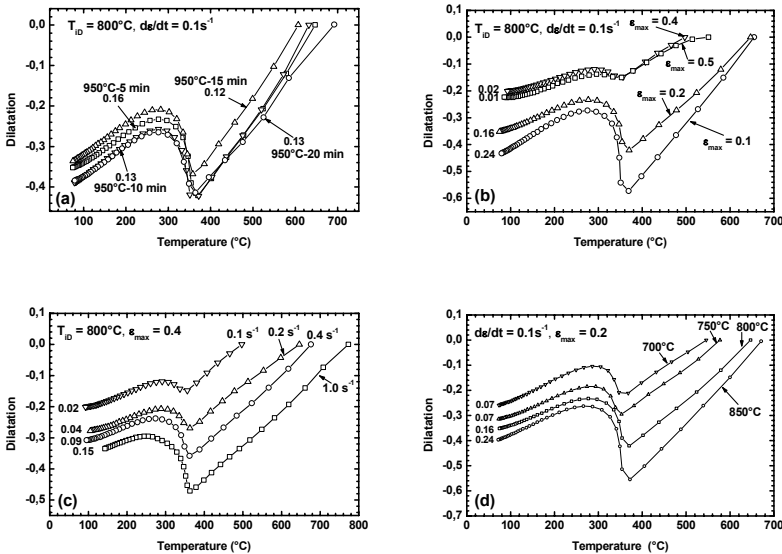 T_iD = 800°C, dε/dt = 0.1s⁻¹
950°C-15 min
0.12
950°C-5 min
0.16
0.13
950°C-20 min
0.13
950°C-10 min
(a)
0,0
-0,1
-0,2
-0,3
-0,4
Dilatation
100 200 300 400 500 600 700
Temperature (°C)
T_iD = 800°C, dε/dt = 0.1s⁻¹
ε_max = 0.4
ε_max = 0.5
ε_max = 0.2
ε_max = 0.1
0.02
0.01
0.16
0.24
(b)
0,1
0,0
-0,1
-0,2
-0,3
-0,4
-0,5
-0,6
Dilatation
0 100 200 300 400 500 600 700
Temperature (°C)
T_iD = 800°C, ε_max = 0.4
0.1 s⁻¹
0.2 s⁻¹
0.4 s⁻¹
1.0 s⁻¹
0.02
0.04
0.09
0.15
(c)
0,1
0,0
-0,1
-0,2
-0,3
-0,4
-0,5
Dilatation
0 100 200 300 400 500 600 700 800
Temperature (°C)
dε/dt = 0.1s⁻¹, ε_max = 0.2
700°C
750°C
800°C
850°C
0.07
0.07
0.16
0.24
(d)
0,1
0,0
-0,1
-0,2
-0,3
-0,4
-0,5
-0,6
-0,7
Dilatation
0 100 200 300 400 500 600 700
Temperature (°C)